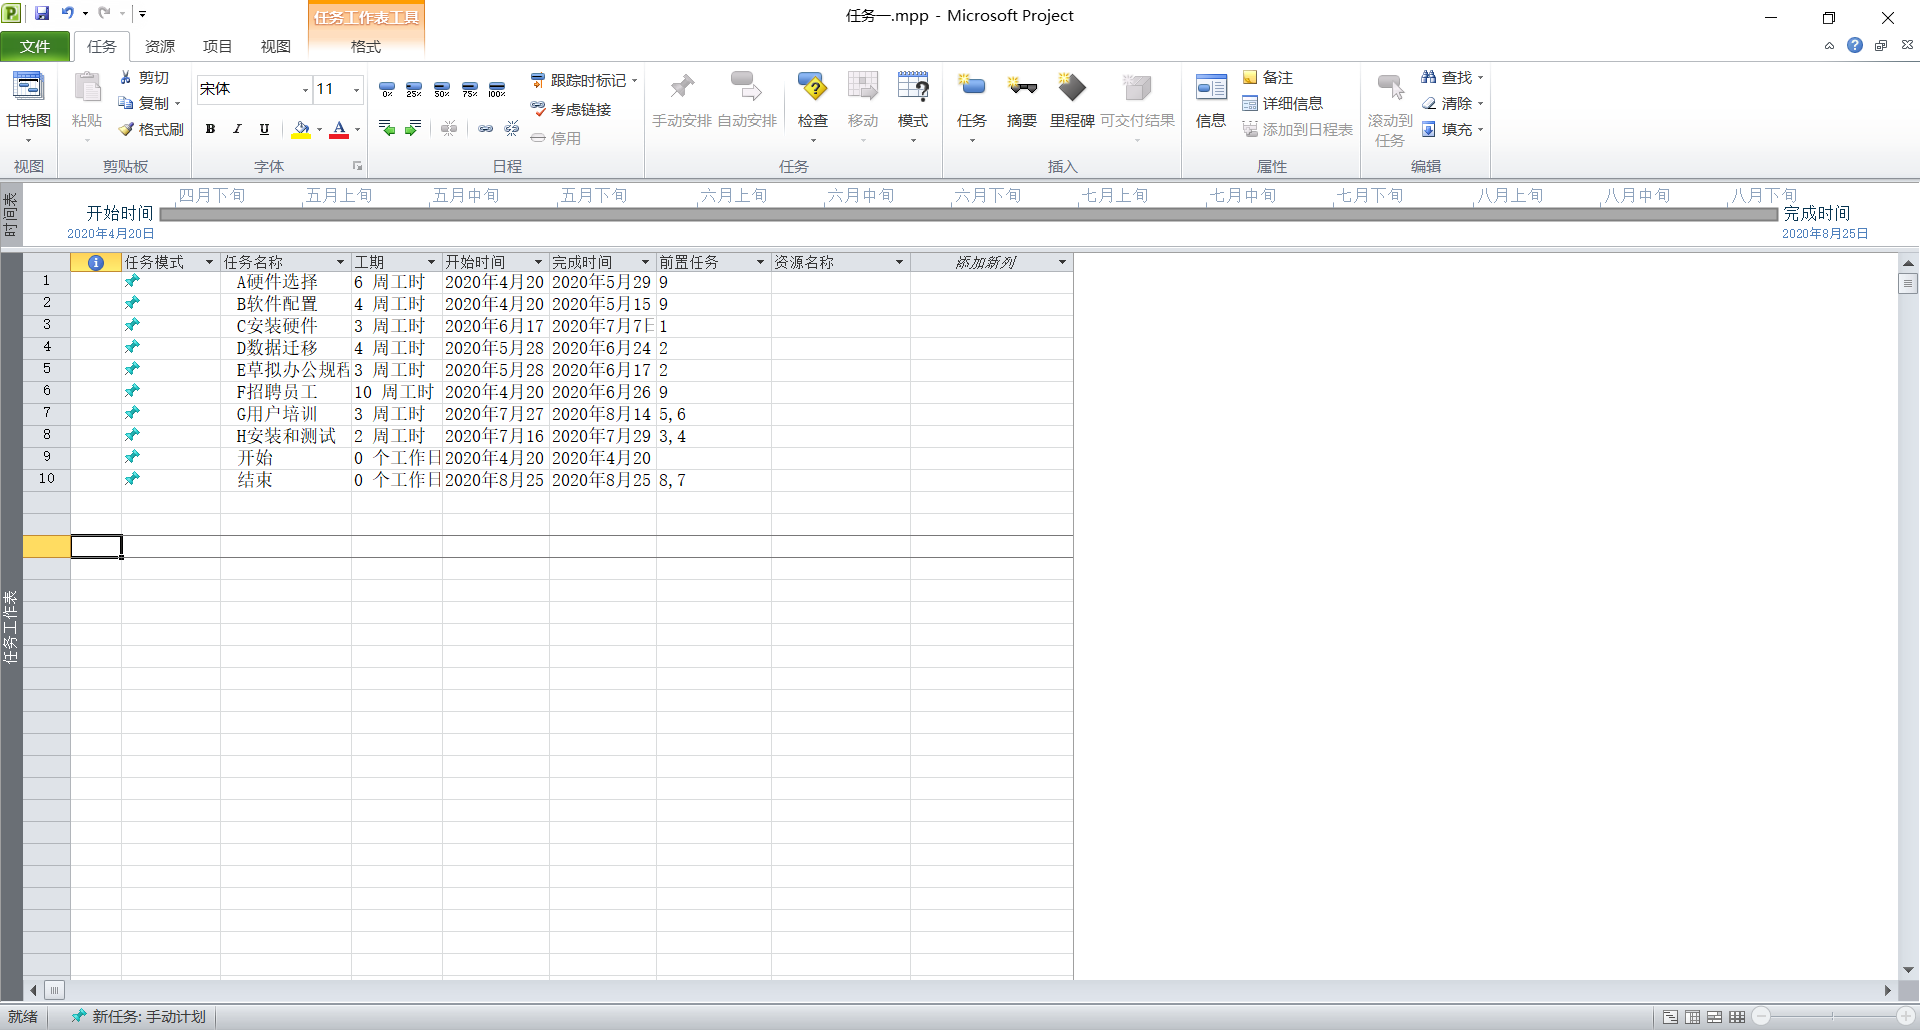 任务一.mpp - Microsoft Project
任务工作表工具
文件 任务 资源 项目 视图 格式
甘特图
视图
粘贴
剪切
复制
格式刷
剪贴板
宋体 11
B I U A
字体
0% 25% 50% 75% 100%
跟踪时标记
考虑链接
停用
日程
手动安排 自动安排 检查 移动 模式
任务
任务 摘要 里程碑 可交付结果
插入
信息
备注
详细信息
添加到日程表
属性
滚动到
任务
查找
清除
填充
编辑
时间表
四月下旬 五月上旬 五月中旬 五月下旬 六月上旬 六月中旬 六月下旬 七月上旬 七月中旬 七月下旬 八月上旬 八月中旬 八月下旬
开始时间
2020年4月20日
完成时间
2020年8月25日
任务工作表
任务模式 任务名称 工期 开始时间 完成时间 前置任务 资源名称 添加新列
1 A硬件选择 6 周工时 2020年4月20 2020年5月29 9
2 B软件配置 4 周工时 2020年4月20 2020年5月15 9
3 C安装硬件 3 周工时 2020年6月17 2020年7月7日 1
4 D数据迁移 4 周工时 2020年5月28 2020年6月24 2
5 E草拟办公规程 3 周工时 2020年5月28 2020年6月17 2
6 F招聘员工 10 周工时 2020年4月20 2020年6月26 9
7 G用户培训 3 周工时 2020年7月27 2020年8月14 5,6
8 H安装和测试 2 周工时 2020年7月16 2020年7月29 3,4
9 开始 0 个工作日 2020年4月20 2020年4月20
10 结束 0 个工作日 2020年8月25 2020年8月25 8,7
就绪 新任务: 手动计划